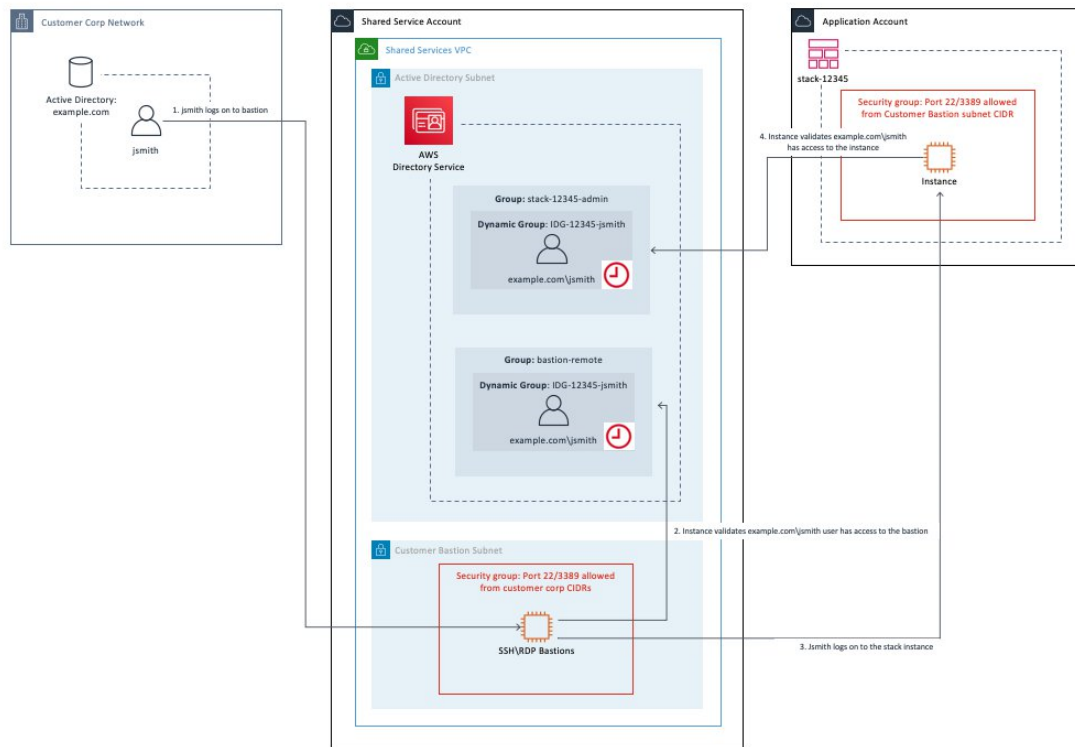 Customer Corp Network
Active Directory:
example.com
jsmith
1. jsmith logs on to bastion
Shared Service Account
Shared Services VPC
Active Directory Subnet
AWS
Directory Service
Group: stack-12345-admin
Dynamic Group: IDG-12345-jsmith
example.com\jsmith
Group: bastion-remote
Dynamic Group: IDG-12345-jsmith
example.com\jsmith
2. Instance validates example.com\jsmith user has access to the bastion
Customer Bastion Subnet
Security group: Port 22/3389 allowed
from customer corp CIDRs
SSH\RDP Bastions
3. Jsmith logs on to the stack instance
Application Account
stack-12345
Security group: Port 22/3389 allowed
from Customer Bastion subnet CIDR
4. Instance validates example.com\jsmith
has access to the instance
Instance